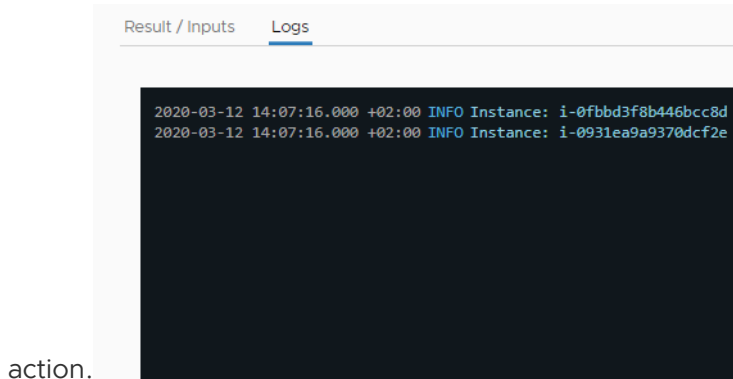 Result / Inputs Logs
2020-03-12 14:07:16.000 +02:00 INFO Instance: i-0fbbd3f8b446bcc8d
2020-03-12 14:07:16.000 +02:00 INFO Instance: i-0931ea9a9370dcf2e
action.